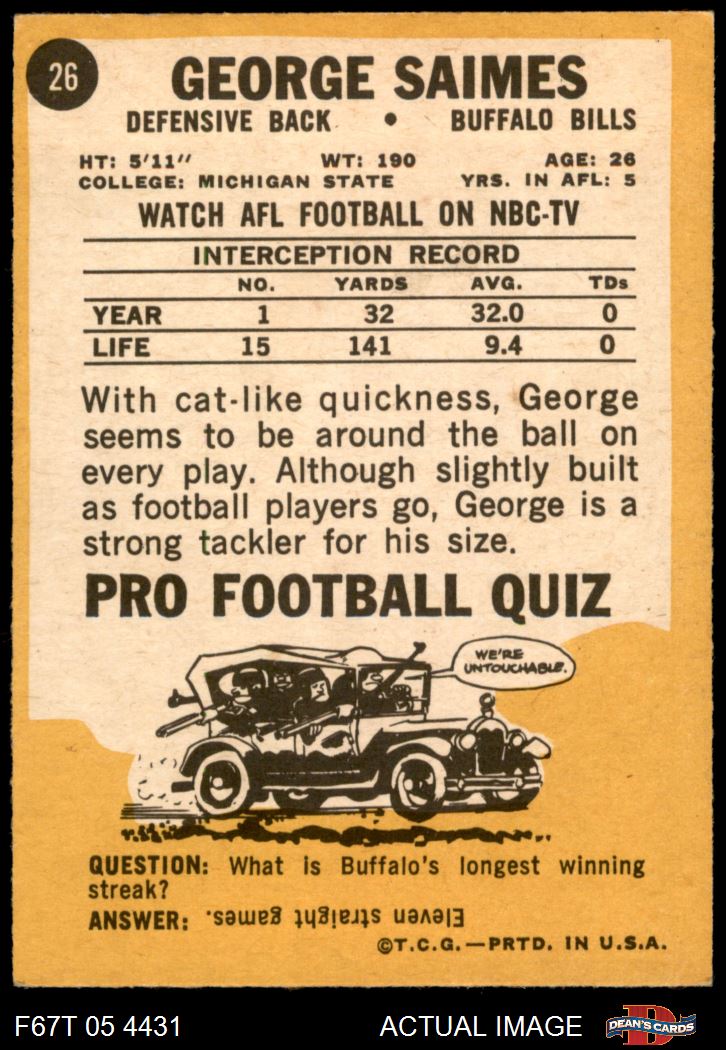 26
GEORGE SAIMES
DEFENSIVE BACK • BUFFALO BILLS
HT: 5'11" WT: 190 AGE: 26
COLLEGE: MICHIGAN STATE YRS. IN AFL: 5
WATCH AFL FOOTBALL ON NBC-TV
INTERCEPTION RECORD
NO. YARDS AVG. TDs
YEAR 1 32 32.0 0
LIFE 15 141 9.4 0
With cat-like quickness, George
seems to be around the ball on
every play. Although slightly built
as football players go, George is a
strong tackler for his size.
PRO FOOTBALL QUIZ
WE'RE
UNTOUCHABLE.
QUESTION: What is Buffalo's longest winning
streak?
ANSWER: Eleven straight games.
©T.C.G.—PRTD. IN U.S.A.
F67T 05 4431 ACTUAL IMAGE DEAN'S CARDS